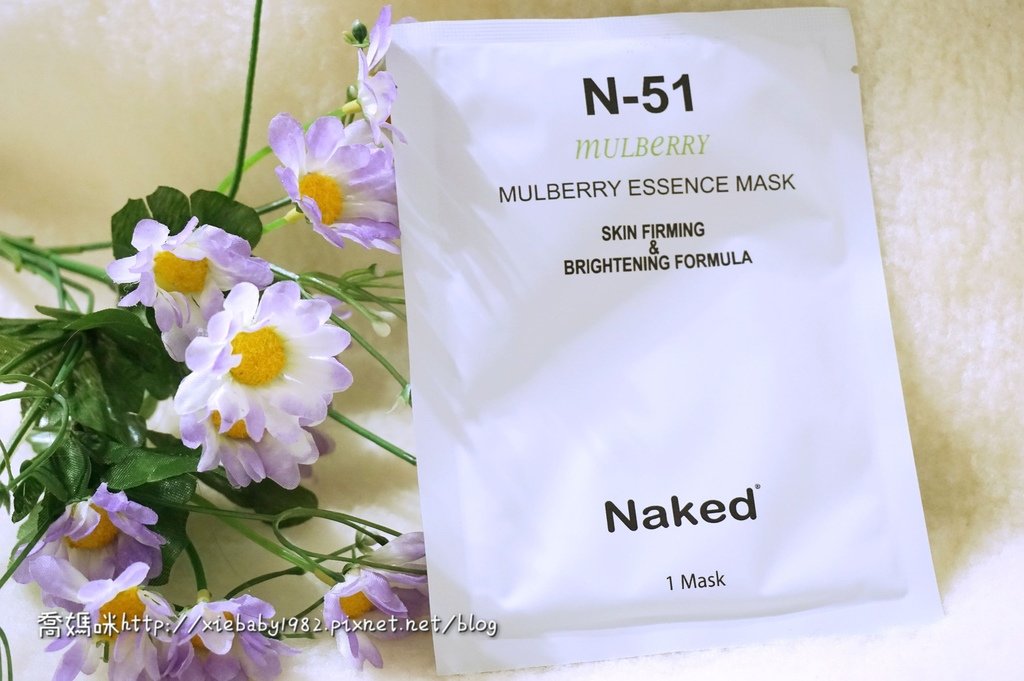 N-51
MULBERRY
MULBERRY ESSENCE MASK
SKIN FIRMING
&
BRIGHTENING FORMULA
Naked®
1 Mask
喬媽咪http://xiebaby1982.pixnet.net/blog